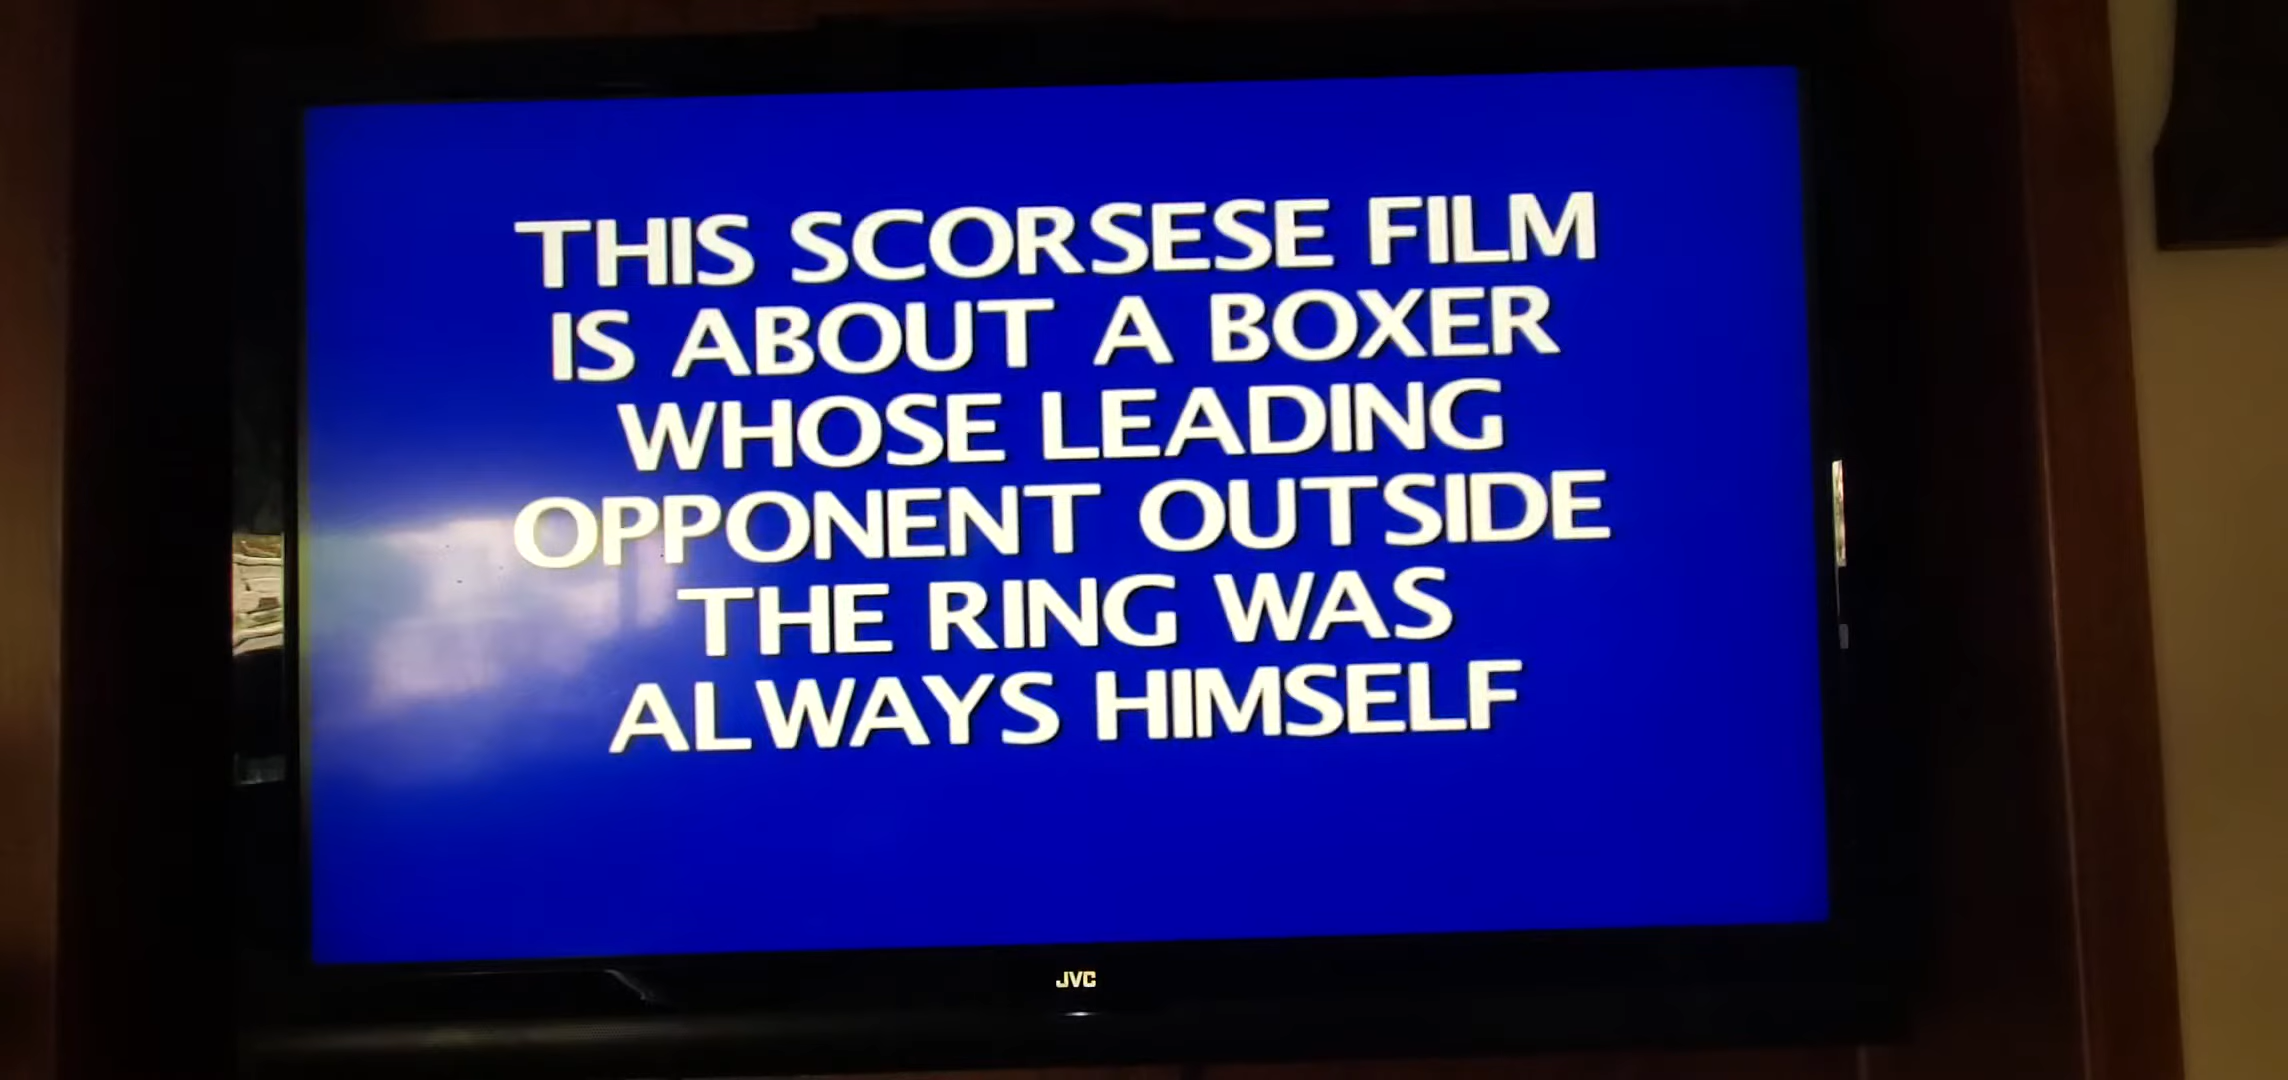 THIS SCORSESE FILM
IS ABOUT A BOXER
WHOSE LEADING
OPPONENT OUTSIDE
THE RING WAS
ALWAYS HIMSELF
JVC